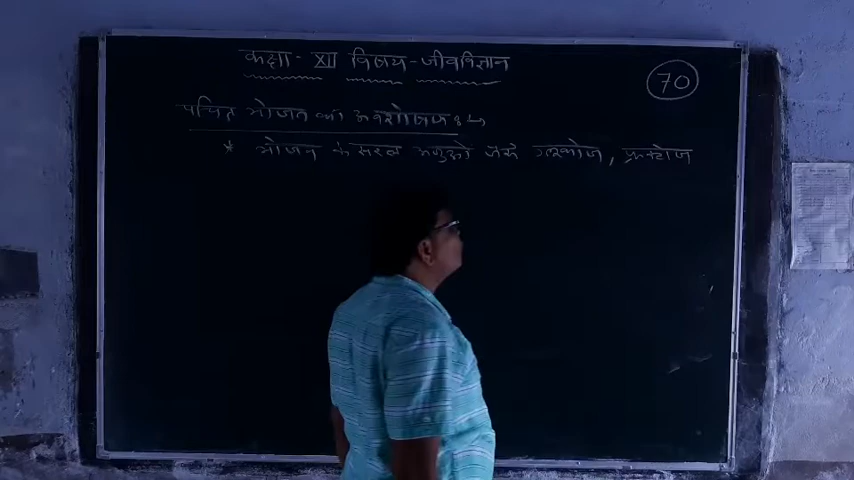 कक्षा - XII विषय - जीवविज्ञान
70
पचित भोजन का अवशोषण :-
* भोजन के सरल अणुओ जैसे ग्लूकोज, फ्रक्टोज